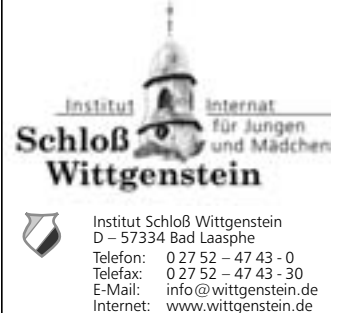 Institut Internat
für Jungen
Schloß und Mädchen
Wittgenstein
Institut Schloß Wittgenstein
D – 57334 Bad Laasphe
Telefon: 0 27 52 – 47 43 - 0
Telefax: 0 27 52 – 47 43 - 30
E-Mail: info@wittgenstein.de
Internet: www.wittgenstein.de